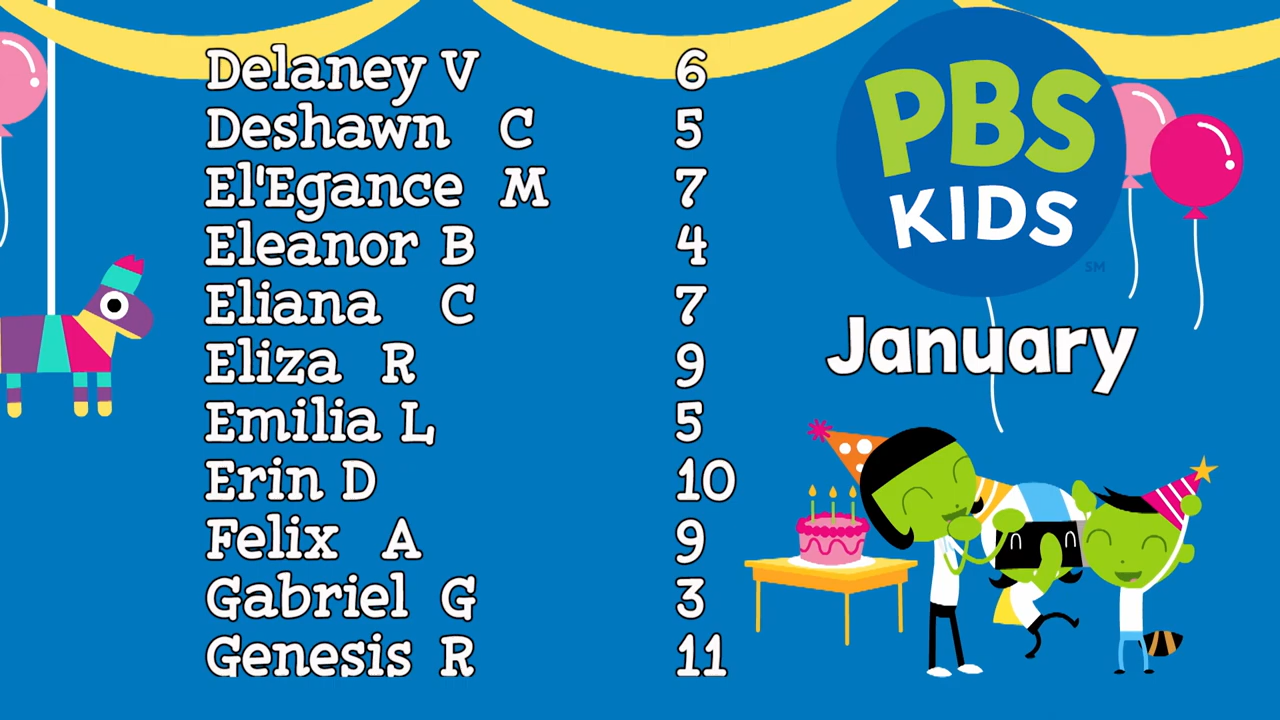 Delaney V 6
Deshawn C 5
El'Egance M 7
Eleanor B 4
Eliana C 7
Eliza R 9
Emilia L 5
Erin D 10
Felix A 9
Gabriel G 3
Genesis R 11
PBS
KIDS
SM
January